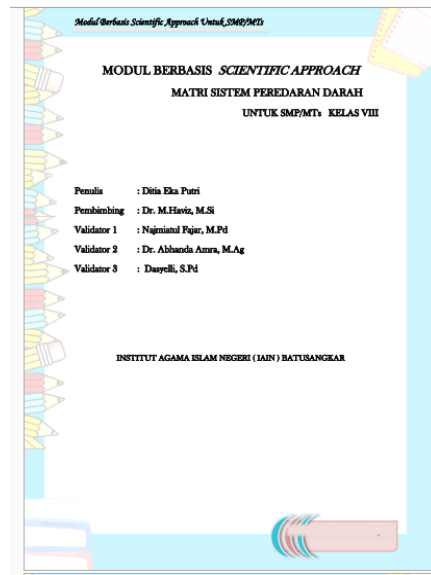 Modul Berbasis Scientific Approach Untuk SMP/MTs
MODUL BERBASIS SCIENTIFIC APPROACH
MATRI SISTEM PEREDARAN DARAH
UNTUK SMP/MTs KELAS VIII
Penulis : Ditia Eka Putri
Pembimbing : Dr. M.Haviz, M.Si
Validator 1 : Najmiatul Fajar, M.Pd
Validator 2 : Dr. Abhanda Amra, M.Ag
Validator 3 : Dasyelli, S.Pd
INSTITUT AGAMA ISLAM NEGERI ( IAIN ) BATUSANGKAR